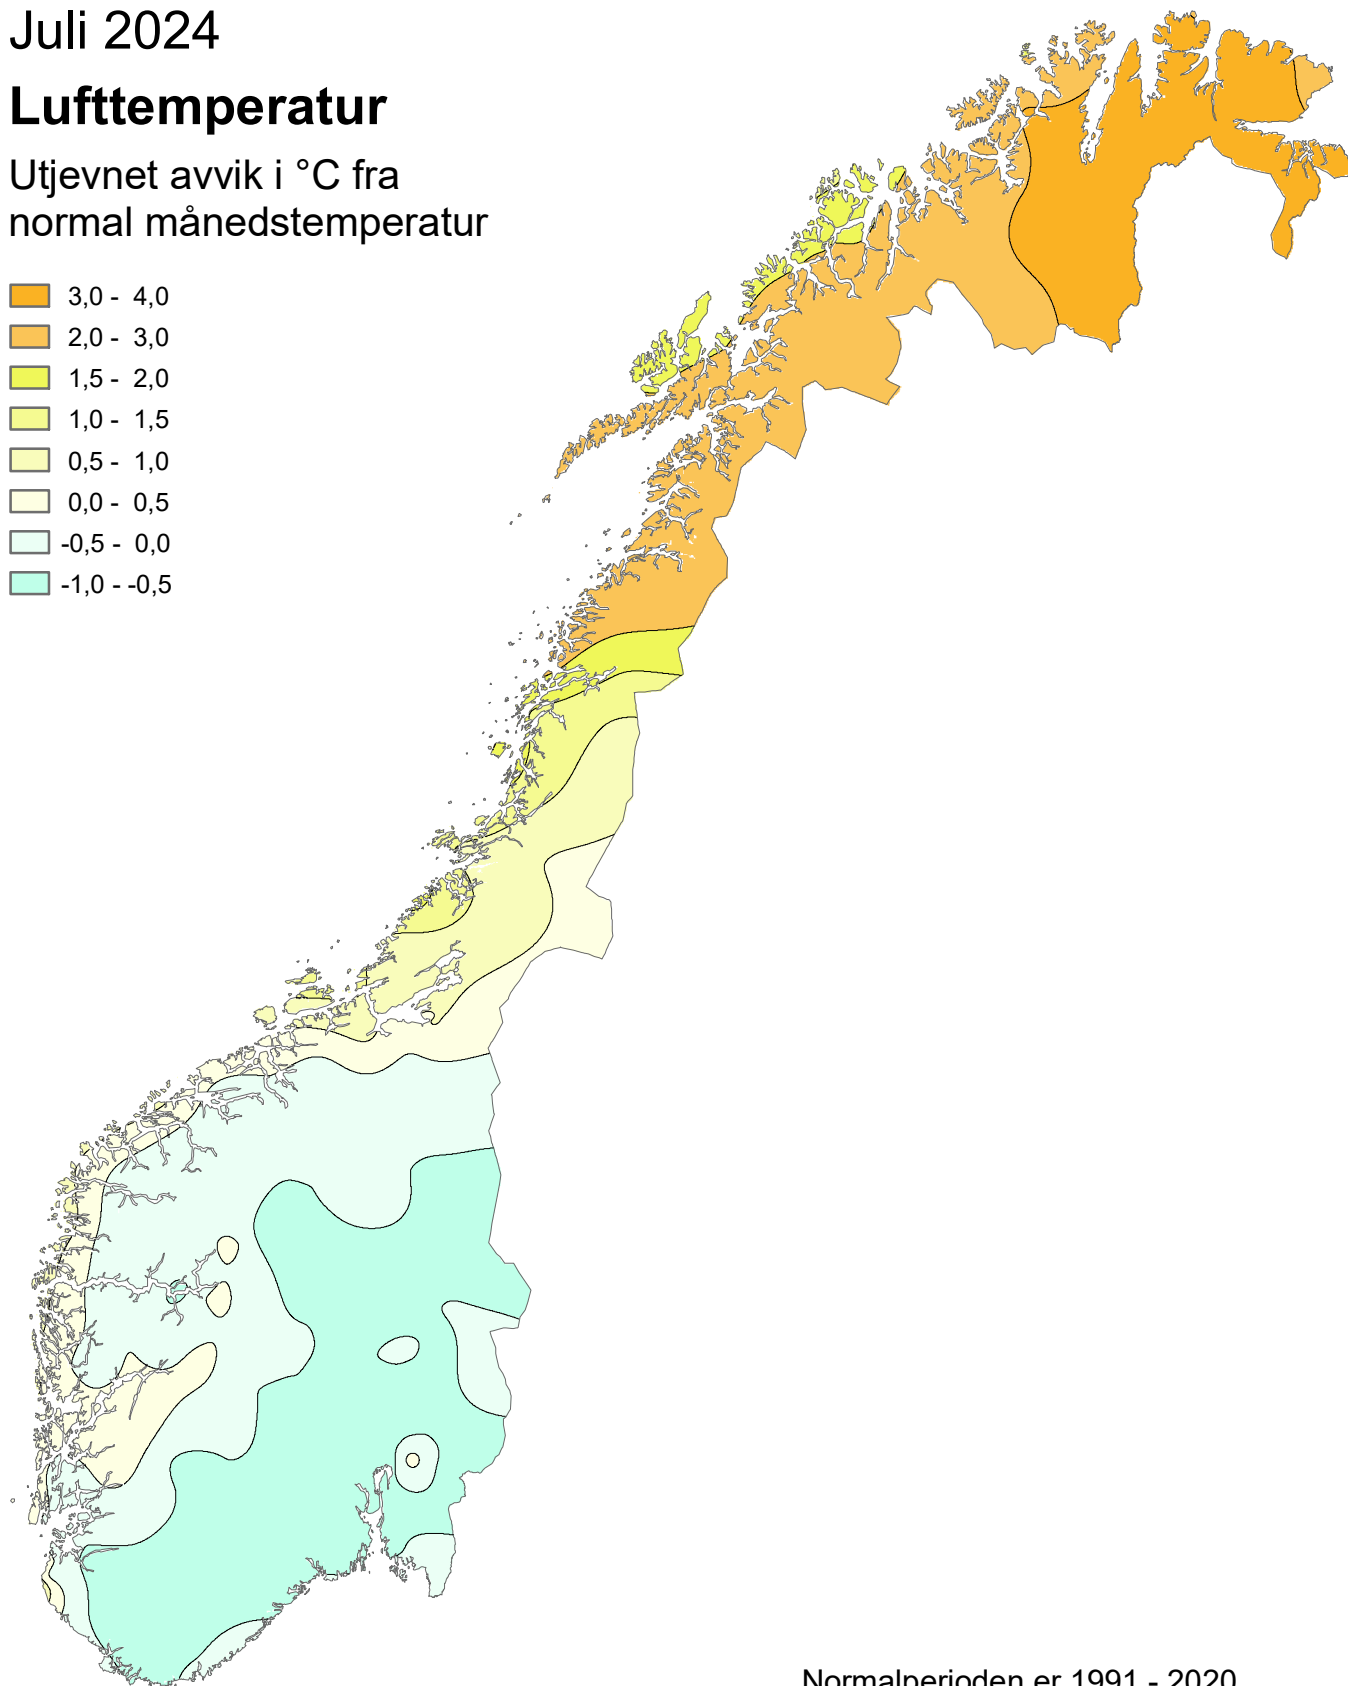 Juli 2024
Lufttemperatur
Utjevnet avvik i °C fra
normal månedstemperatur
3,0 - 4,0
2,0 - 3,0
1,5 - 2,0
1,0 - 1,5
0,5 - 1,0
0,0 - 0,5
-0,5 - 0,0
-1,0 - -0,5
Normalperioden er 1991 - 2020